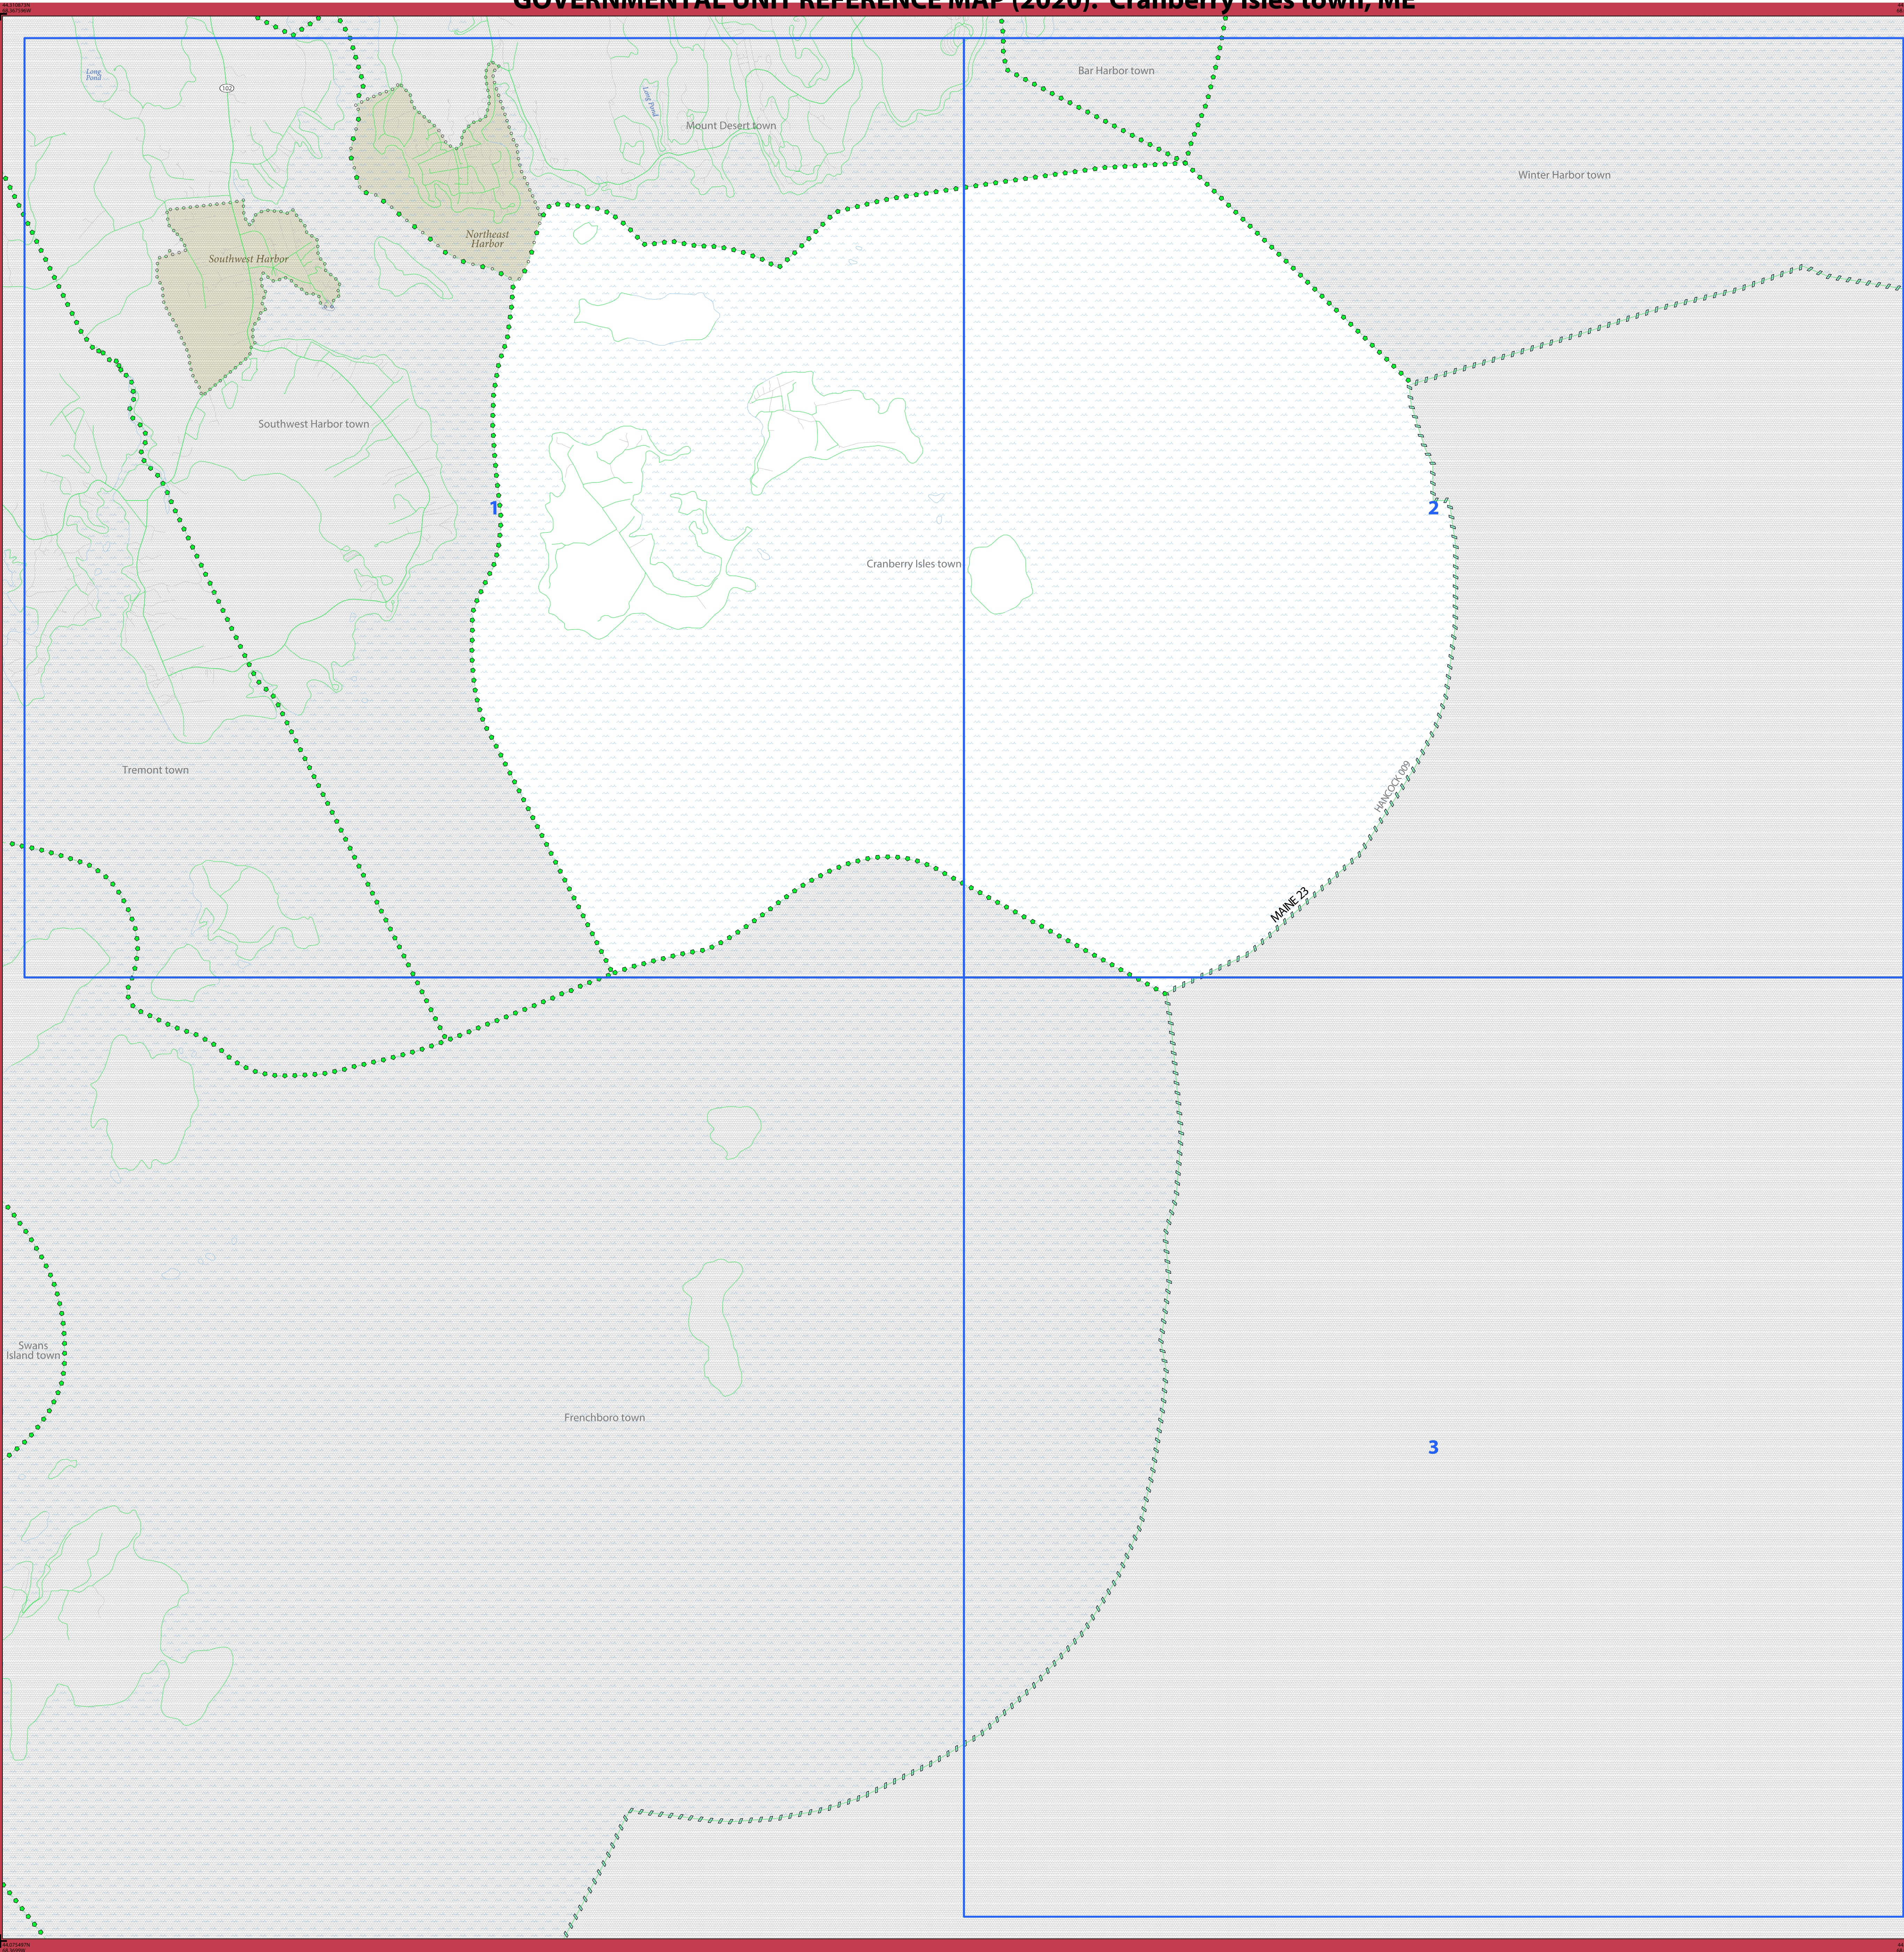 GOVERNMENTAL UNIT REFERENCE MAP (2020): Cranberry Isles town, ME
Long
Pond
102
Long Pond
Bar Harbor town
Mount Desert town
Winter Harbor town
Northeast
Harbor
Southwest Harbor
Southwest Harbor town
1
2
Cranberry Isles town
Tremont town
HANCOCK 009
MAINE 23
Swans
Island town
Frenchboro town
3